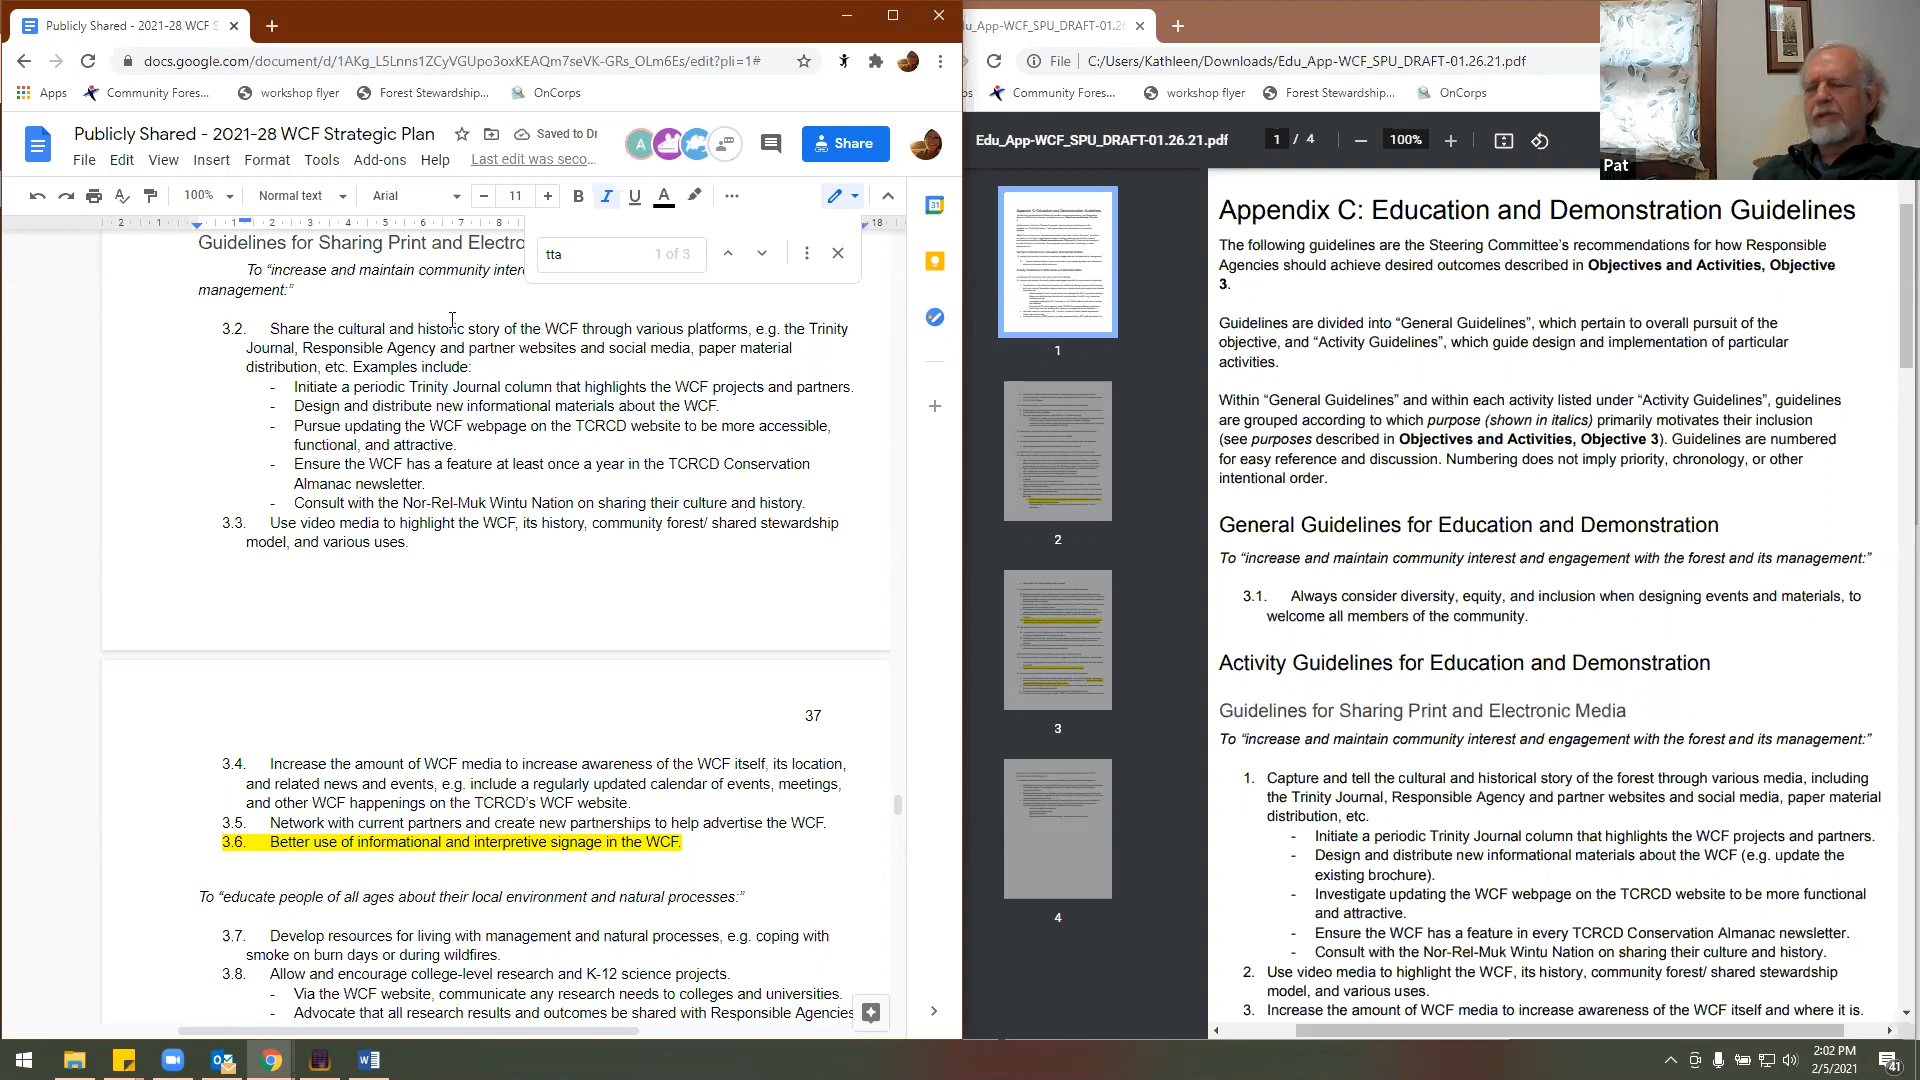 Publicly Shared - 2021-28 WCF S
docs.google.com/document/d/1AKg_L5Lnns1ZCyVGUpo3oxKEAQm7seVK-GRs_OLm6Es/edit?pli=1#
Apps
Community Fores...
workshop flyer
Forest Stewardship...
OnCorps
Publicly Shared - 2021-28 WCF Strategic Plan
Saved to Dr
A
Share
File Edit View Insert Format Tools Add-ons Help
Last edit was seco...
100%
Normal text
Arial
11
B I U A
2 1 1 2 3 4 5 6 7 8 18
31
tta
1 of 3
Guidelines for Sharing Print and Electro
To “increase and maintain community inter
management:”
3.2. Share the cultural and historic story of the WCF through various platforms, e.g. the Trinity
Journal, Responsible Agency and partner websites and social media, paper material
distribution, etc. Examples include:
- Initiate a periodic Trinity Journal column that highlights the WCF projects and partners.
- Design and distribute new informational materials about the WCF.
- Pursue updating the WCF webpage on the TCRCD website to be more accessible,
functional, and attractive.
- Ensure the WCF has a feature at least once a year in the TCRCD Conservation
Almanac newsletter.
- Consult with the Nor-Rel-Muk Wintu Nation on sharing their culture and history.
3.3. Use video media to highlight the WCF, its history, community forest/ shared stewardship
model, and various uses.
37
3.4. Increase the amount of WCF media to increase awareness of the WCF itself, its location,
and related news and events, e.g. include a regularly updated calendar of events, meetings,
and other WCF happenings on the TCRCD’s WCF website.
3.5. Network with current partners and create new partnerships to help advertise the WCF.
3.6. Better use of informational and interpretive signage in the WCF.
To “educate people of all ages about their local environment and natural processes:”
3.7. Develop resources for living with management and natural processes, e.g. coping with
smoke on burn days or during wildfires.
3.8. Allow and encourage college-level research and K-12 science projects.
- Via the WCF website, communicate any research needs to colleges and universities.
- Advocate that all research results and outcomes be shared with Responsible Agencies
du_App-WCF_SPU_DRAFT-01.26
File
C:/Users/Kathleen/Downloads/Edu_App-WCF_SPU_DRAFT-01.26.21.pdf
Community Fores...
workshop flyer
Forest Stewardship...
OnCorps
Edu_App-WCF_SPU_DRAFT-01.26.21.pdf
1 / 4
100%
Pat
1
2
3
4
Appendix C: Education and Demonstration Guidelines
The following guidelines are the Steering Committee’s recommendations for how Responsible
Agencies should achieve desired outcomes described in Objectives and Activities, Objective
3.
Guidelines are divided into “General Guidelines”, which pertain to overall pursuit of the
objective, and “Activity Guidelines”, which guide design and implementation of particular
activities.
Within “General Guidelines” and within each activity listed under “Activity Guidelines”, guidelines
are grouped according to which purpose (shown in italics) primarily motivates their inclusion
(see purposes described in Objectives and Activities, Objective 3). Guidelines are numbered
for easy reference and discussion. Numbering does not imply priority, chronology, or other
intentional order.
General Guidelines for Education and Demonstration
To “increase and maintain community interest and engagement with the forest and its management:”
3.1. Always consider diversity, equity, and inclusion when designing events and materials, to
welcome all members of the community.
Activity Guidelines for Education and Demonstration
Guidelines for Sharing Print and Electronic Media
To “increase and maintain community interest and engagement with the forest and its management:”
1. Capture and tell the cultural and historical story of the forest through various media, including
the Trinity Journal, Responsible Agency and partner websites and social media, paper material
distribution, etc.
- Initiate a periodic Trinity Journal column that highlights the WCF projects and partners.
- Design and distribute new informational materials about the WCF (e.g. update the
existing brochure).
- Investigate updating the WCF webpage on the TCRCD website to be more functional
and attractive.
- Ensure the WCF has a feature in every TCRCD Conservation Almanac newsletter.
- Consult with the Nor-Rel-Muk Wintu Nation on sharing their culture and history.
2. Use video media to highlight the WCF, its history, community forest/ shared stewardship
model, and various uses.
3. Increase the amount of WCF media to increase awareness of the WCF itself and where it is.
2:02 PM
2/5/2021
41